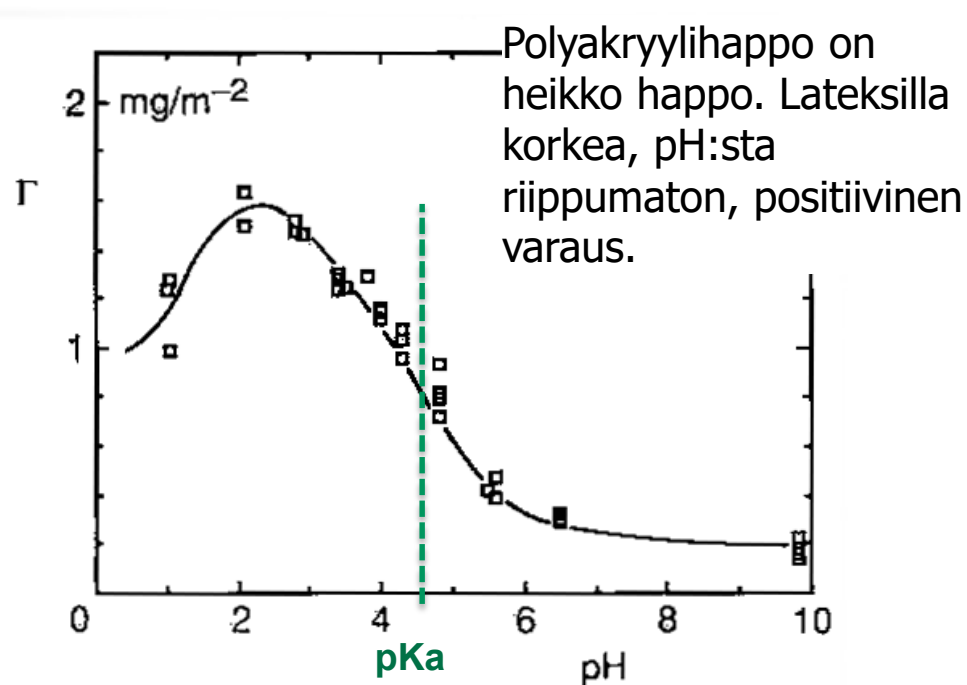 Polyakryylihappo on
heikko happo. Lateksilla
korkea, pH:sta
riippumaton, positiivinen
varaus.
2
mg/m⁻²
Γ
1
0
2
4
6
8
10
pKa
pH